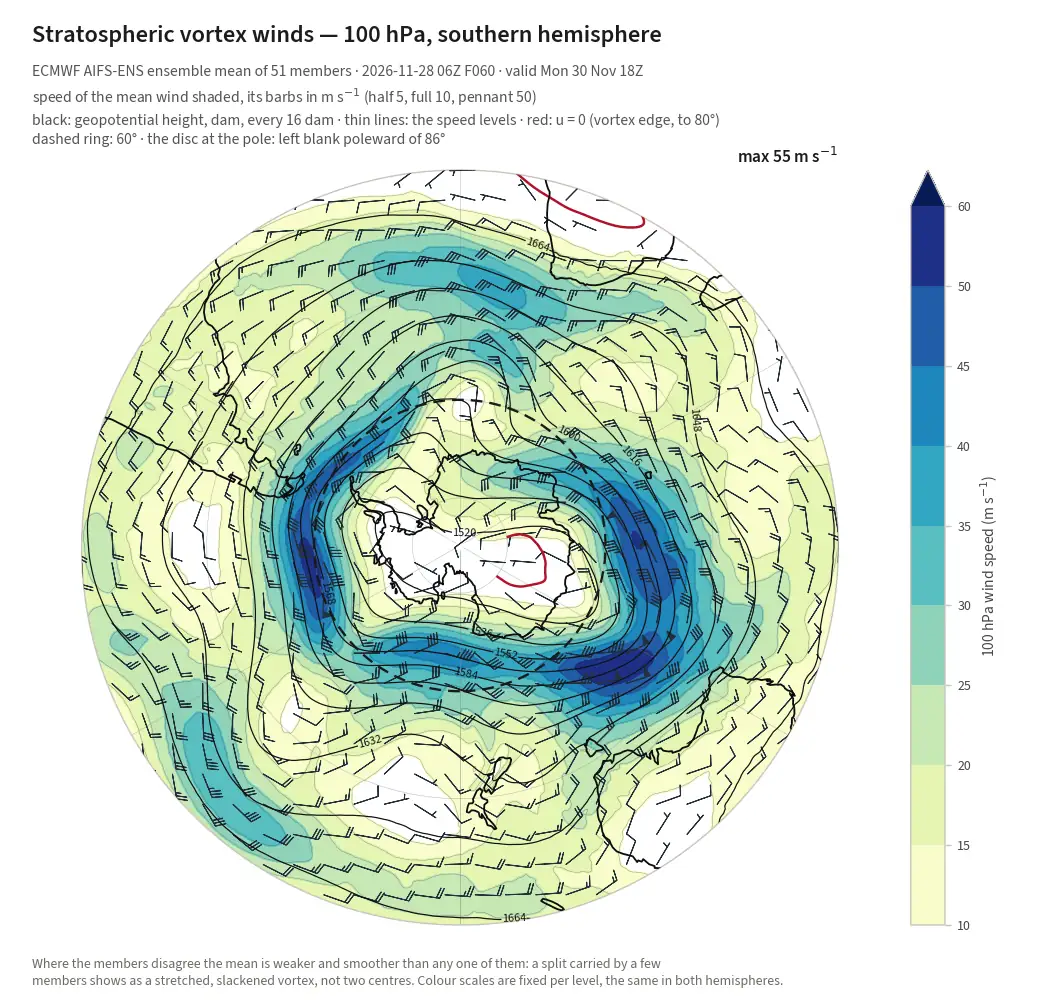 Stratospheric vortex winds — 100 hPa, southern hemisphere
ECMWF AIFS-ENS ensemble mean of 51 members · 2026-11-28 06Z F060 · valid Mon 30 Nov 18Z
speed of the mean wind shaded, its barbs in m s⁻¹ (half 5, full 10, pennant 50)
black: geopotential height, dam, every 16 dam · thin lines: the speed levels · red: u = 0 (vortex edge, to 80°)
dashed ring: 60° · the disc at the pole: left blank poleward of 86°
max 55 m s⁻¹
1664
1648
1600
1616
1520
1568
1536
1552
1584
1632
1664
60
50
45
40
35
30
25
20
15
10
100 hPa wind speed (m s⁻¹)
Where the members disagree the mean is weaker and smoother than any one of them: a split carried by a few
members shows as a stretched, slackened vortex, not two centres. Colour scales are fixed per level, the same in both hemispheres.